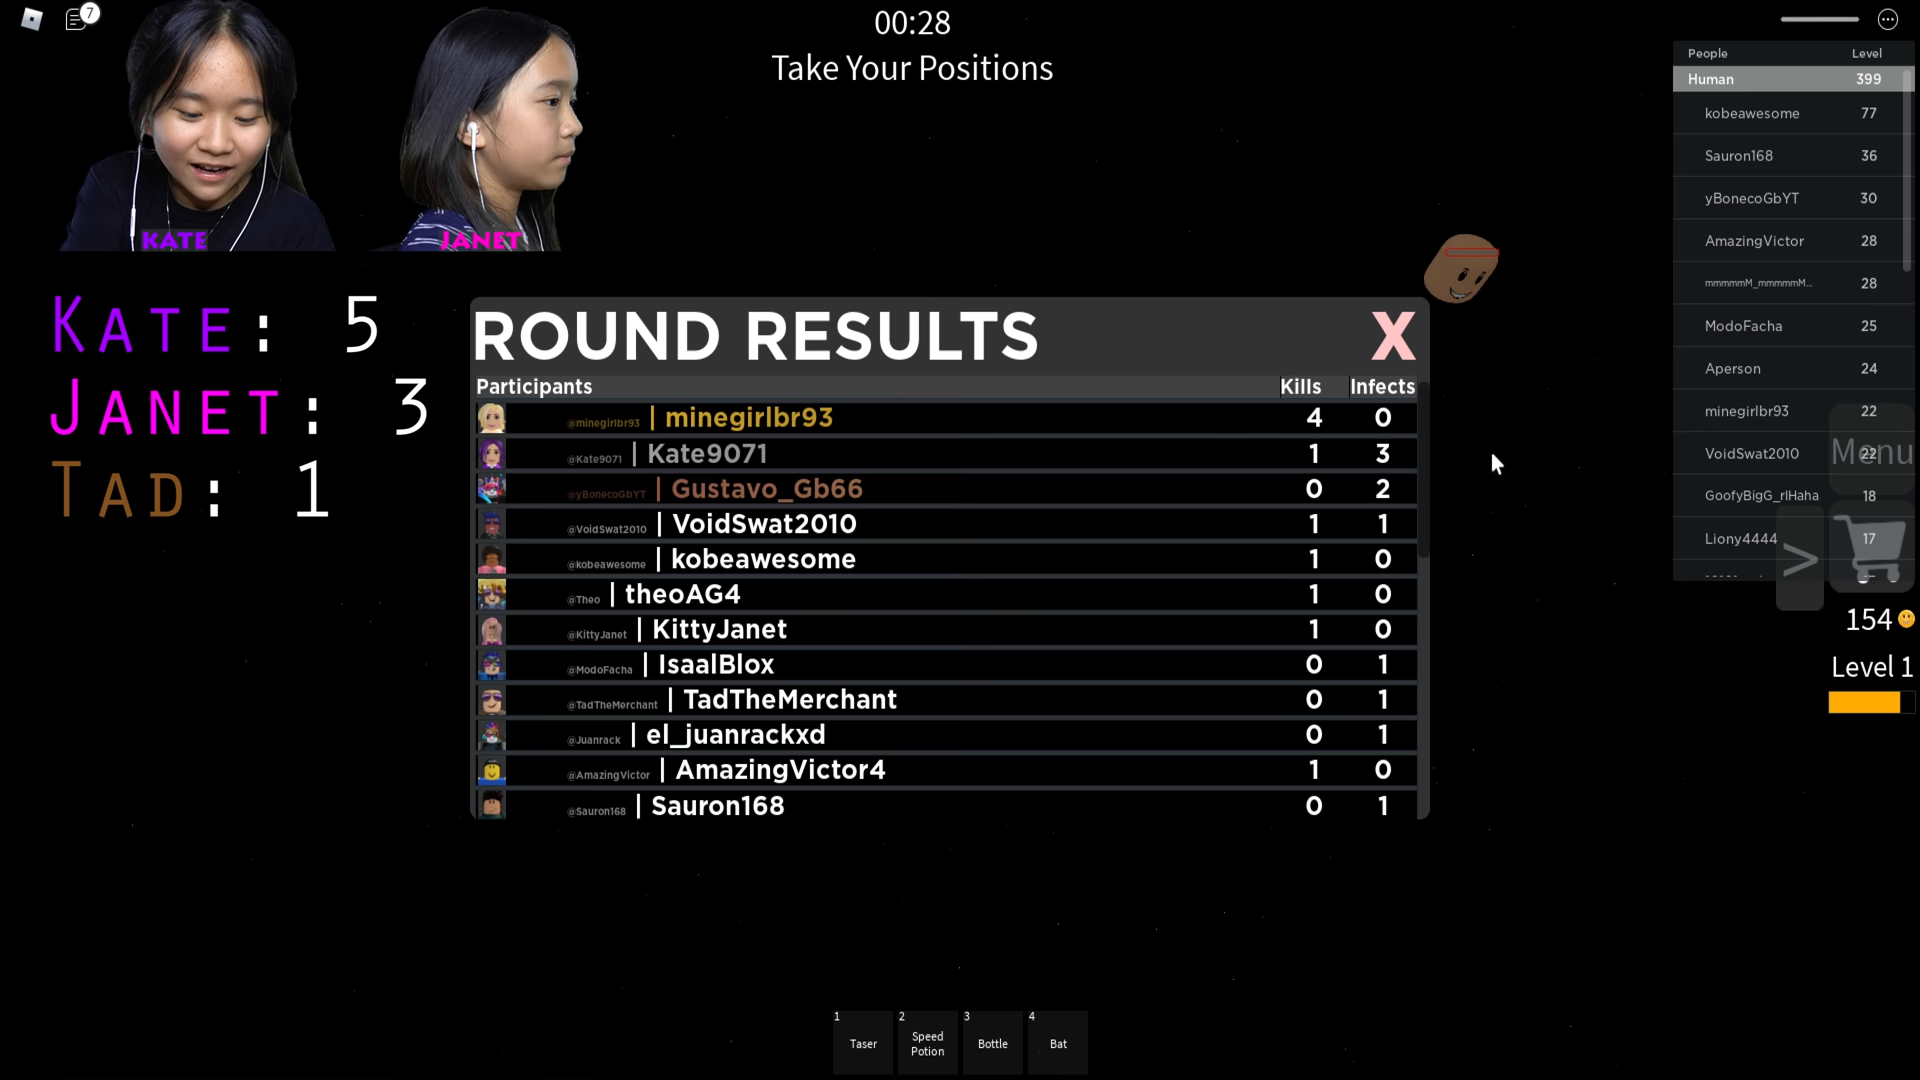 7
00:28
Take Your Positions
KATE
JANET
KATE: 5
JANET: 3
TAD: 1
ROUND RESULTS X
Participants Kills Infects
@minegirlbr93 | minegirlbr93 4 0
@Kate9071 | Kate9071 1 3
@yBonecoGbYT | Gustavo_Gb66 0 2
@VoidSwat2010 | VoidSwat2010 1 1
@kobeawesome | kobeawesome 1 0
@Theo | theoAG4 1 0
@KittyJanet | KittyJanet 1 0
@ModoFacha | IsaalBlox 0 1
@TadTheMerchant | TadTheMerchant 0 1
@Juanrack | el_juanrackxd 0 1
@AmazingVictor | AmazingVictor4 1 0
@Sauron168 | Sauron168 0 1
People Level
Human 399
kobeawesome 77
Sauron168 36
yBonecoGbYT 30
AmazingVictor 28
mmmmmM_mmmmmM... 28
ModoFacha 25
Aperson 24
minegirlbr93 22
VoidSwat2010 22
Menu
GoofyBigG_rlHaha 18
Liony4444 17
>
154
Level 1
1 Taser
2 Speed Potion
3 Bottle
4 Bat